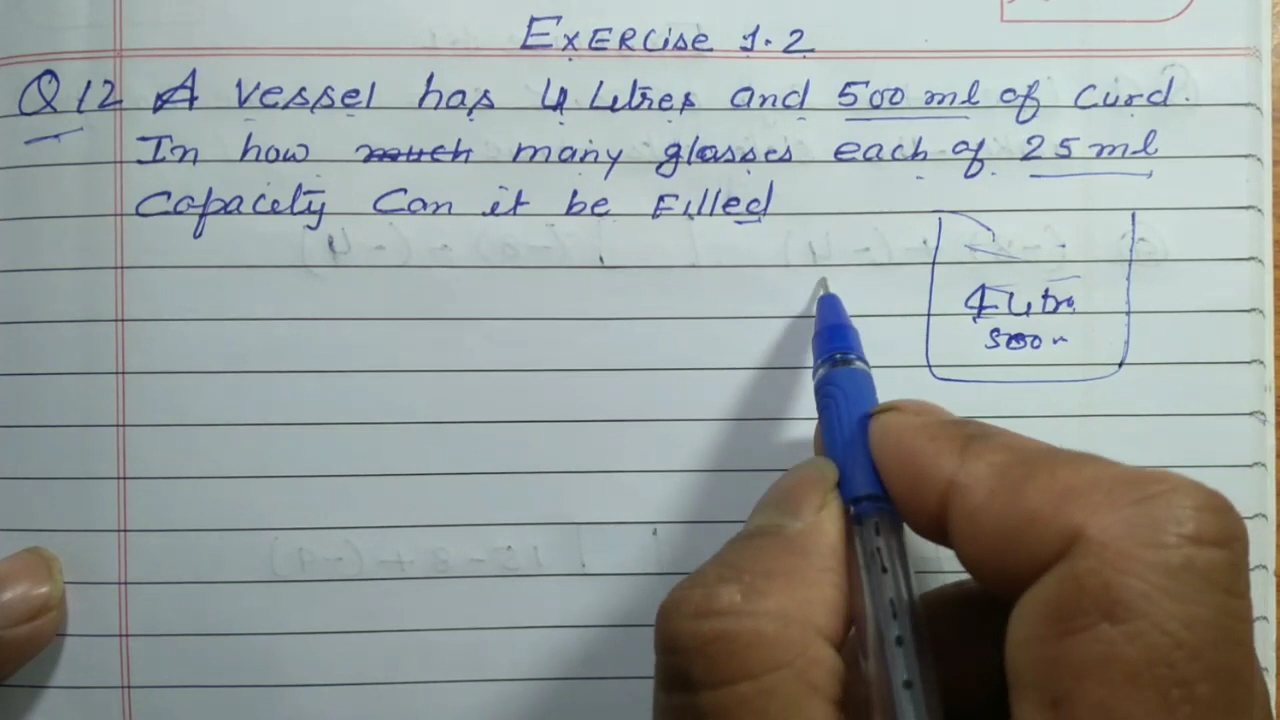 Exercise 1.2
Q12 A vessel has 4 Litres and 500 ml of Curd.
In how much many glasses each of 25 ml
Capacity Can it be Filled
4 Litr
500 m